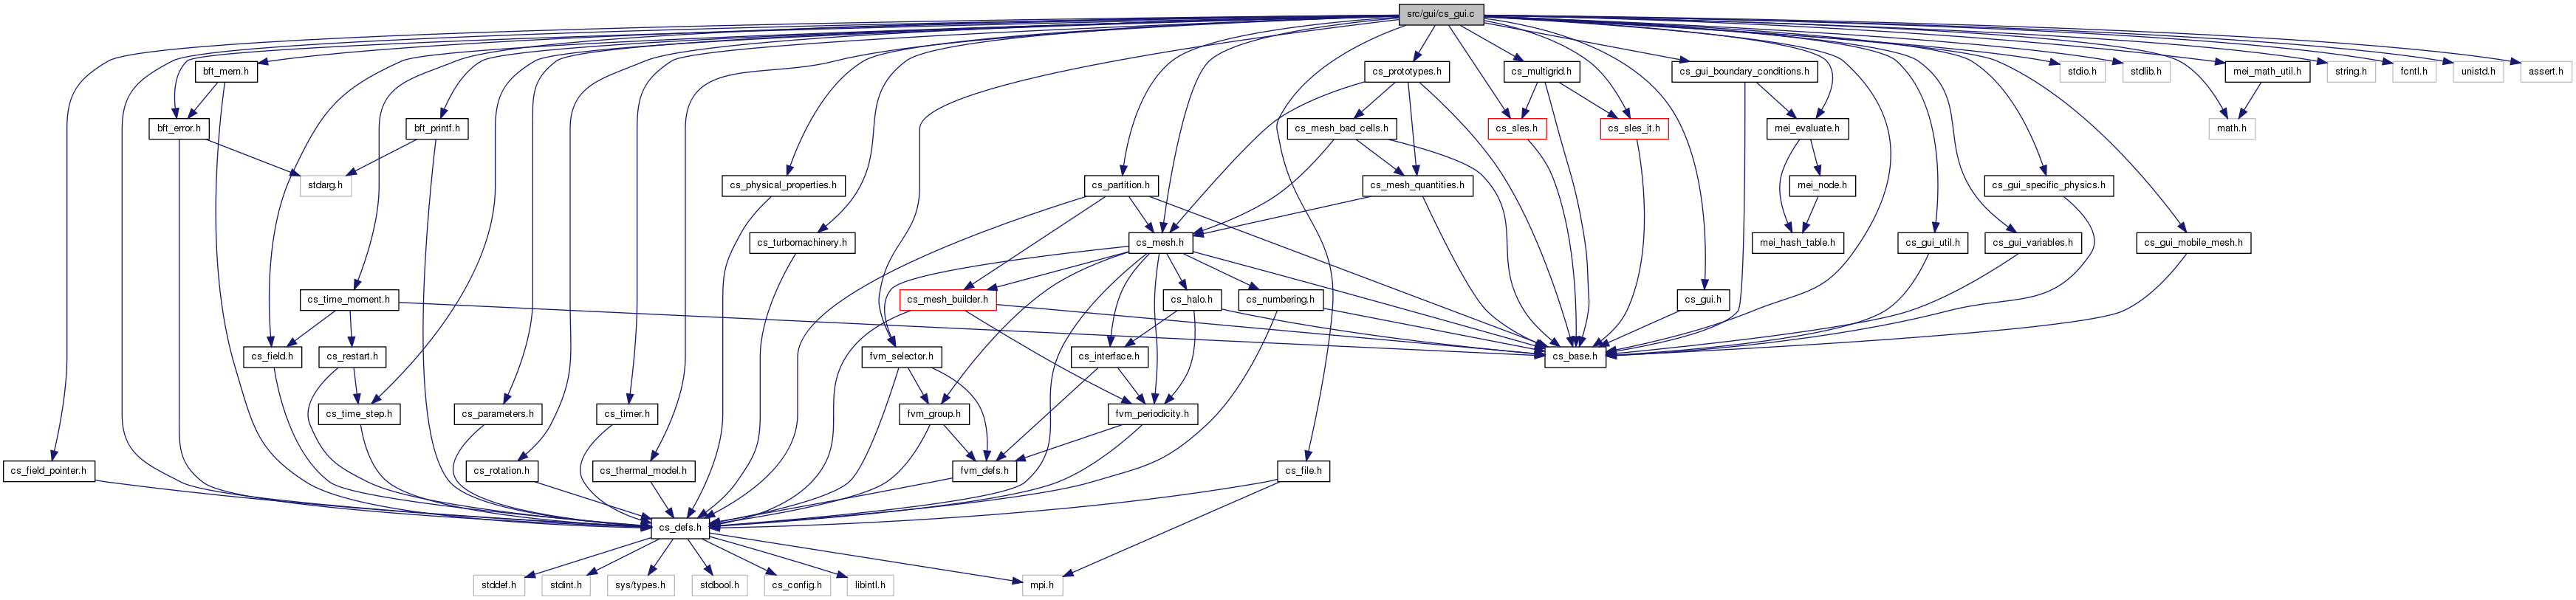 src/gui/cs_gui.c
bft_mem.h
cs_prototypes.h
cs_multigrid.h
cs_gui_boundary_conditions.h
stdio.h
stdlib.h
mei_math_util.h
string.h
fcntl.h
unistd.h
assert.h
bft_error.h
bft_printf.h
cs_mesh_bad_cells.h
cs_sles.h
cs_sles_it.h
mei_evaluate.h
math.h
stdarg.h
cs_physical_properties.h
cs_partition.h
cs_mesh_quantities.h
mei_node.h
cs_gui_specific_physics.h
cs_turbomachinery.h
cs_mesh.h
mei_hash_table.h
cs_gui_util.h
cs_gui_variables.h
cs_gui_mobile_mesh.h
cs_time_moment.h
cs_mesh_builder.h
cs_halo.h
cs_numbering.h
cs_gui.h
cs_field.h
cs_restart.h
fvm_selector.h
cs_interface.h
cs_base.h
cs_time_step.h
cs_parameters.h
cs_timer.h
fvm_group.h
fvm_periodicity.h
cs_field_pointer.h
cs_rotation.h
cs_thermal_model.h
fvm_defs.h
cs_file.h
cs_defs.h
stddef.h
stdint.h
sys/types.h
stdbool.h
cs_config.h
libintl.h
mpi.h